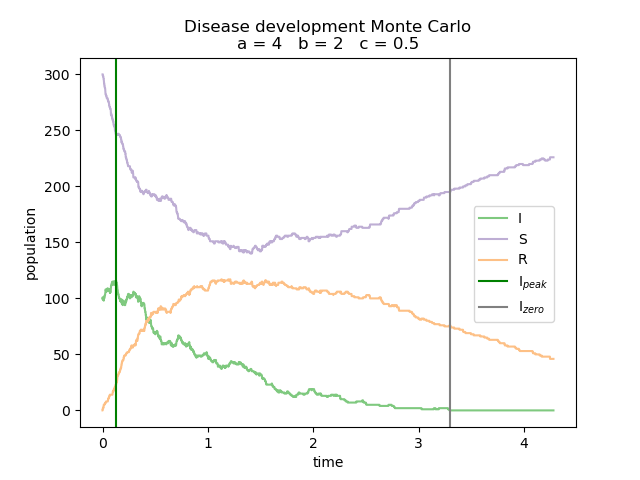 Disease development Monte Carlo
a = 4   b = 2   c = 0.5
300
250
200
150
100
50
0
population
I
S
R
I_peak
I_zero
0 1 2 3 4
time